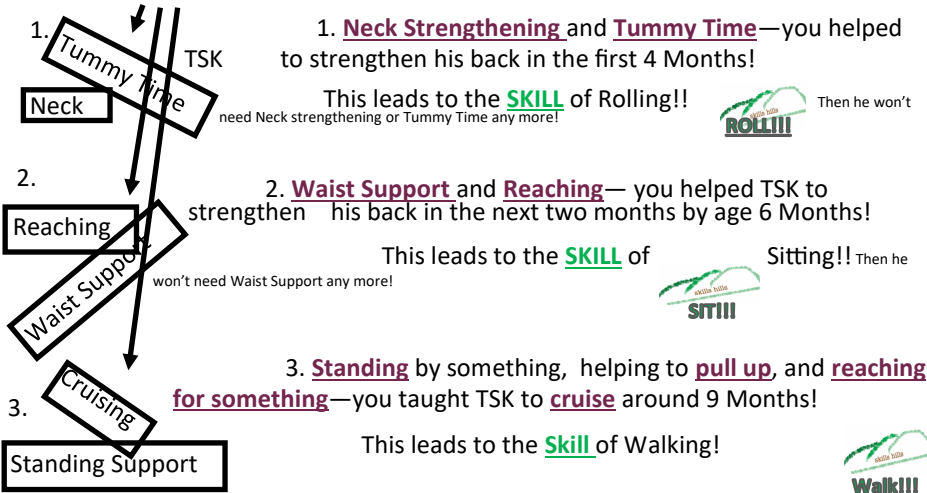 1.
Tummy Time
TSK
Neck
1. Neck Strengthening and Tummy Time—you helped
to strengthen his back in the first 4 Months!
This leads to the SKILL of Rolling!!
skills hills
ROLL!!!
Then he won't
need Neck strengthening or Tummy Time any more!
2.
Reaching
Waist Support
2. Waist Support and Reaching— you helped TSK to
strengthen his back in the next two months by age 6 Months!
This leads to the SKILL of Sitting!! Then he
skills hills
SIT!!!
won't need Waist Support any more!
Cruising
3.
Standing Support
3. Standing by something, helping to pull up, and reaching
for something—you taught TSK to cruise around 9 Months!
This leads to the Skill of Walking!
skills hills
Walk!!!